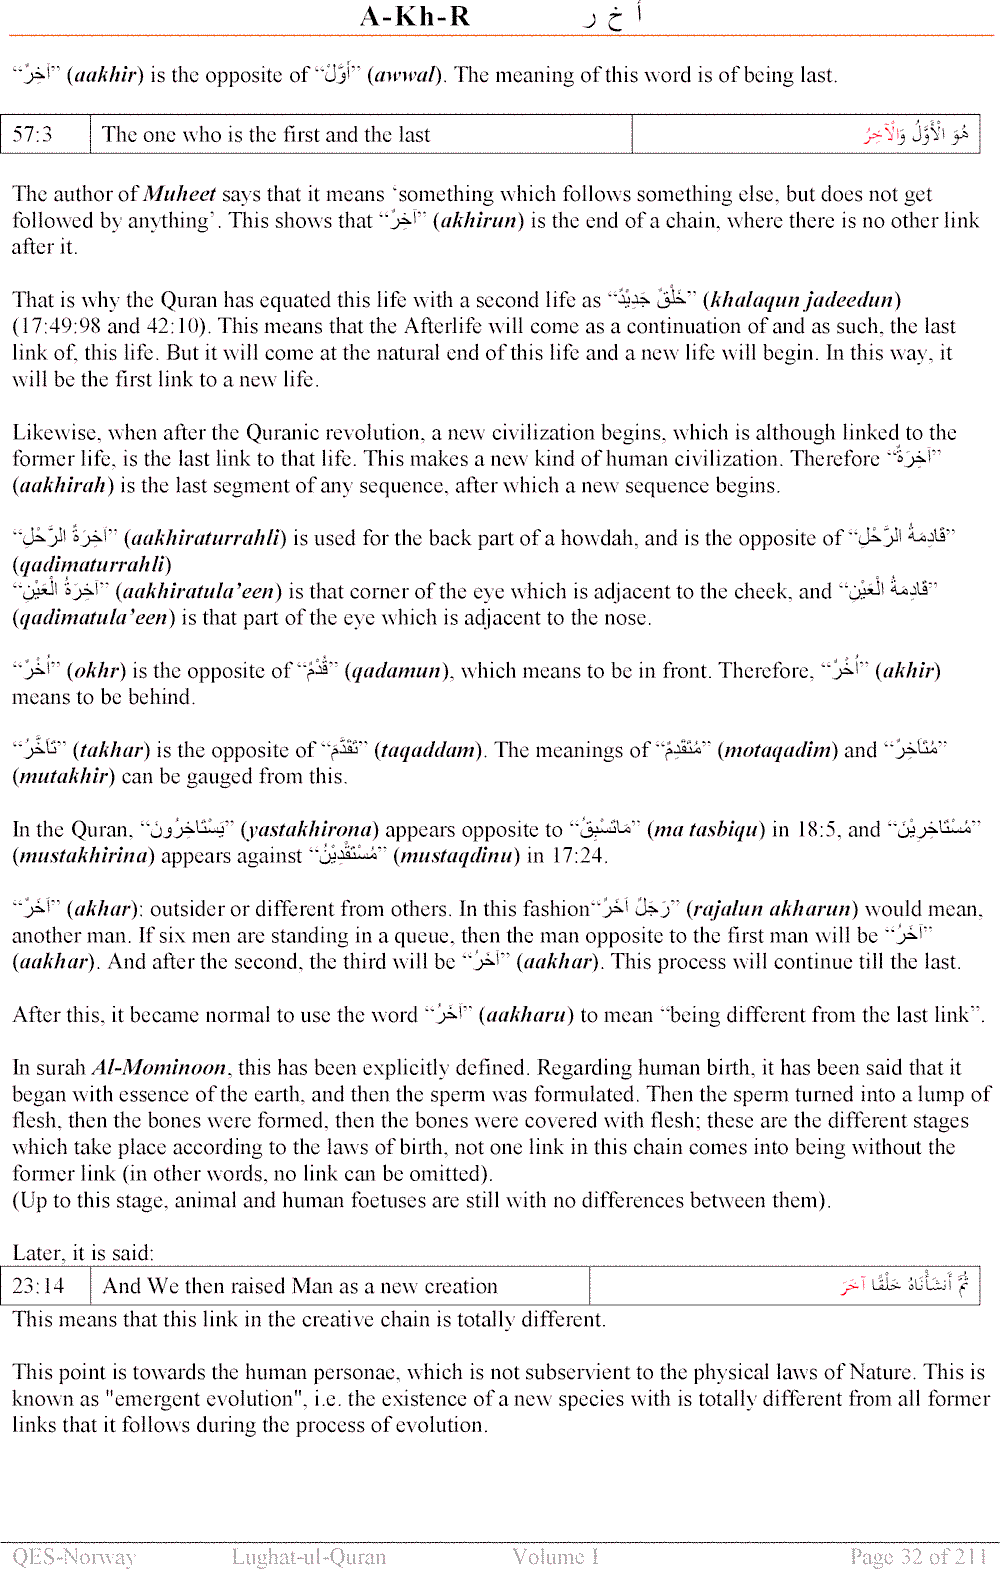 A-Kh-R أ خ ر
“آخِرٌ” (aakhir) is the opposite of “أَوَّلٌ” (awwal). The meaning of this word is of being last.
57:3 The one who is the first and the last هُوَ الْأَوَّلُ وَالْآخِرُ
The author of Muheet says that it means ‘something which follows something else, but does not get
followed by anything’. This shows that “آخِرٌ” (akhirun) is the end of a chain, where there is no other link
after it.
That is why the Quran has equated this life with a second life as “خَلْقٌ جَدِيْدٌ” (khalaqun jadeedun)
(17:49:98 and 42:10). This means that the Afterlife will come as a continuation of and as such, the last
link of, this life. But it will come at the natural end of this life and a new life will begin. In this way, it
will be the first link to a new life.
Likewise, when after the Quranic revolution, a new civilization begins, which is although linked to the
former life, is the last link to that life. This makes a new kind of human civilization. Therefore “آخِرَةٌ”
(aakhirah) is the last segment of any sequence, after which a new sequence begins.
“آخِرَةُ الرَّحْلِ” (aakhiraturrahli) is used for the back part of a howdah, and is the opposite of “قَادِمَةُ الرَّحْلِ”
(qadimaturrahli)
“آخِرَةُ الْعَيْنِ” (aakhiratula’een) is that corner of the eye which is adjacent to the cheek, and “قَادِمَةُ الْعَيْنِ”
(qadimatula’een) is that part of the eye which is adjacent to the nose.
“اُخْرٌ” (okhr) is the opposite of “قُدْمٌ” (qadamun), which means to be in front. Therefore, “اُخْرٌ” (akhir)
means to be behind.
“تَاَخَّرُ” (takhar) is the opposite of “تَقَدَّمَ” (taqaddam). The meanings of “مُتَقَدِمٌ” (motaqadim) and “مُتَاَخِرٌ”
(mutakhir) can be gauged from this.
In the Quran, “يَسْتَاخِرُونَ” (yastakhirona) appears opposite to “مَاتَسْبِقُ” (ma tasbiqu) in 18:5, and “مُسْتَاخِرِيْنَ”
(mustakhirina) appears against “مُسْتَقْدِيْنُ” (mustaqdinu) in 17:24.
“آخَرٌ” (akhar): outsider or different from others. In this fashion“رَجَلٌ آخَرُ” (rajalun akharun) would mean,
another man. If six men are standing in a queue, then the man opposite to the first man will be “آخَرُ”
(aakhar). And after the second, the third will be “آخَرُ” (aakhar). This process will continue till the last.
After this, it became normal to use the word “آخَرُ” (aakharu) to mean “being different from the last link”.
In surah Al-Mominoon, this has been explicitly defined. Regarding human birth, it has been said that it
began with essence of the earth, and then the sperm was formulated. Then the sperm turned into a lump of
flesh, then the bones were formed, then the bones were covered with flesh; these are the different stages
which take place according to the laws of birth, not one link in this chain comes into being without the
former link (in other words, no link can be omitted).
(Up to this stage, animal and human foetuses are still with no differences between them).
Later, it is said:
23:14 And We then raised Man as a new creation ثُمَّ أَنشَأْنَاهُ خَلْقًا آخَرَ
This means that this link in the creative chain is totally different.
This point is towards the human personae, which is not subservient to the physical laws of Nature. This is
known as "emergent evolution", i.e. the existence of a new species with is totally different from all former
links that it follows during the process of evolution.
QES-Norway Lughat-ul-Quran Volume I Page 32 of 211